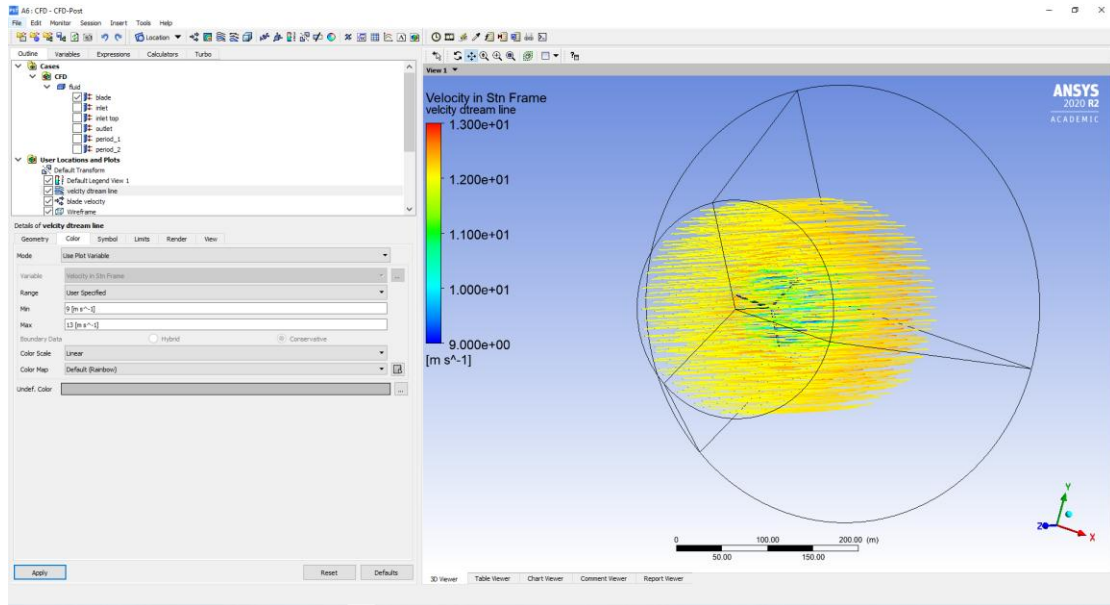 A6 : CFD - CFD-Post
File Edit Monitor Session Insert Tools Help
Location
Outline Variables Expressions Calculators Turbo
Cases
CFD
fluid
blade
inlet
inlet top
outlet
period_1
period_2
User Locations and Plots
Default Transform
Default Legend View 1
velcity dtream line
blade velocity
Wireframe
Details of velcity dtream line
Geometry Color Symbol Limits Render View
Mode Use Plot Variable
Variable Velocity in Stn Frame ...
Range User Specified
Min 9 [m s^-1]
Max 13 [m s^-1]
Boundary Data Hybrid Conservative
Color Scale Linear
Color Map Default (Rainbow)
Undef. Color ...
Apply Reset Defaults
View 1
Velocity in Stn Frame
velcity dtream line
1.300e+01
1.200e+01
1.100e+01
1.000e+01
9.000e+00
[m s^-1]
ANSYS
2020 R2
ACADEMIC
Y
Z
X
0 100.00 200.00 (m)
50.00 150.00
3D Viewer Table Viewer Chart Viewer Comment Viewer Report Viewer